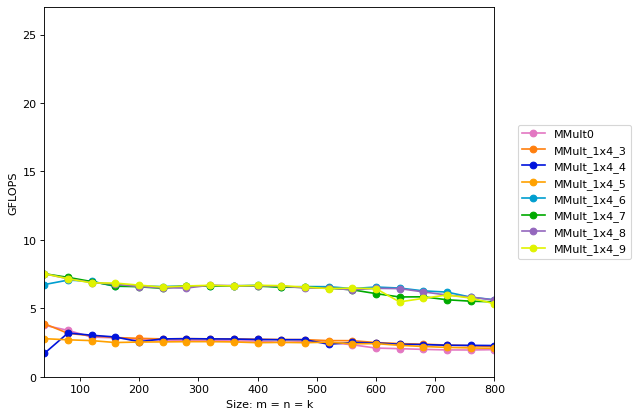 25
20
15
10
5
0
GFLOPS
100 200 300 400 500 600 700 800
Size: m = n = k
MMult0
MMult_1x4_3
MMult_1x4_4
MMult_1x4_5
MMult_1x4_6
MMult_1x4_7
MMult_1x4_8
MMult_1x4_9